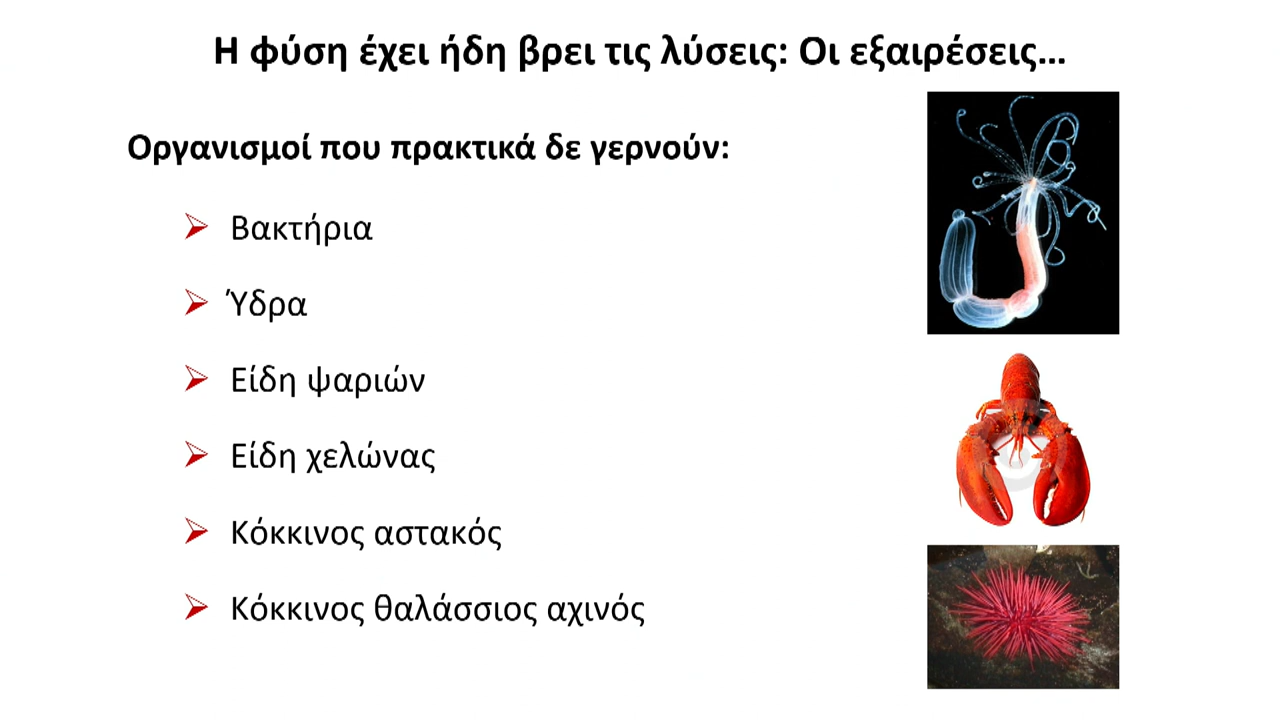 Η φύση έχει ήδη βρει τις λύσεις: Οι εξαιρέσεις…
Οργανισμοί που πρακτικά δε γερνούν:
Βακτήρια
Ύδρα
Είδη ψαριών
Είδη χελώνας
Κόκκινος αστακός
Κόκκινος θαλάσσιος αχινός